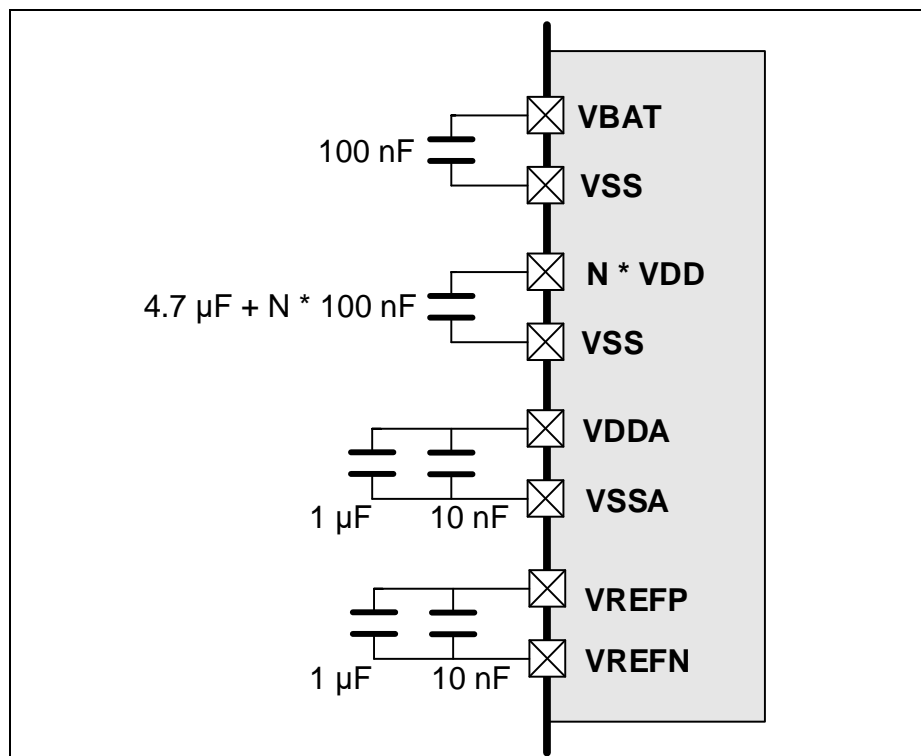 VBAT
100 nF
VSS
N * VDD
4.7 µF + N * 100 nF
VSS
VDDA
VSSA
1 µF 10 nF
VREFP
VREFN
1 µF 10 nF